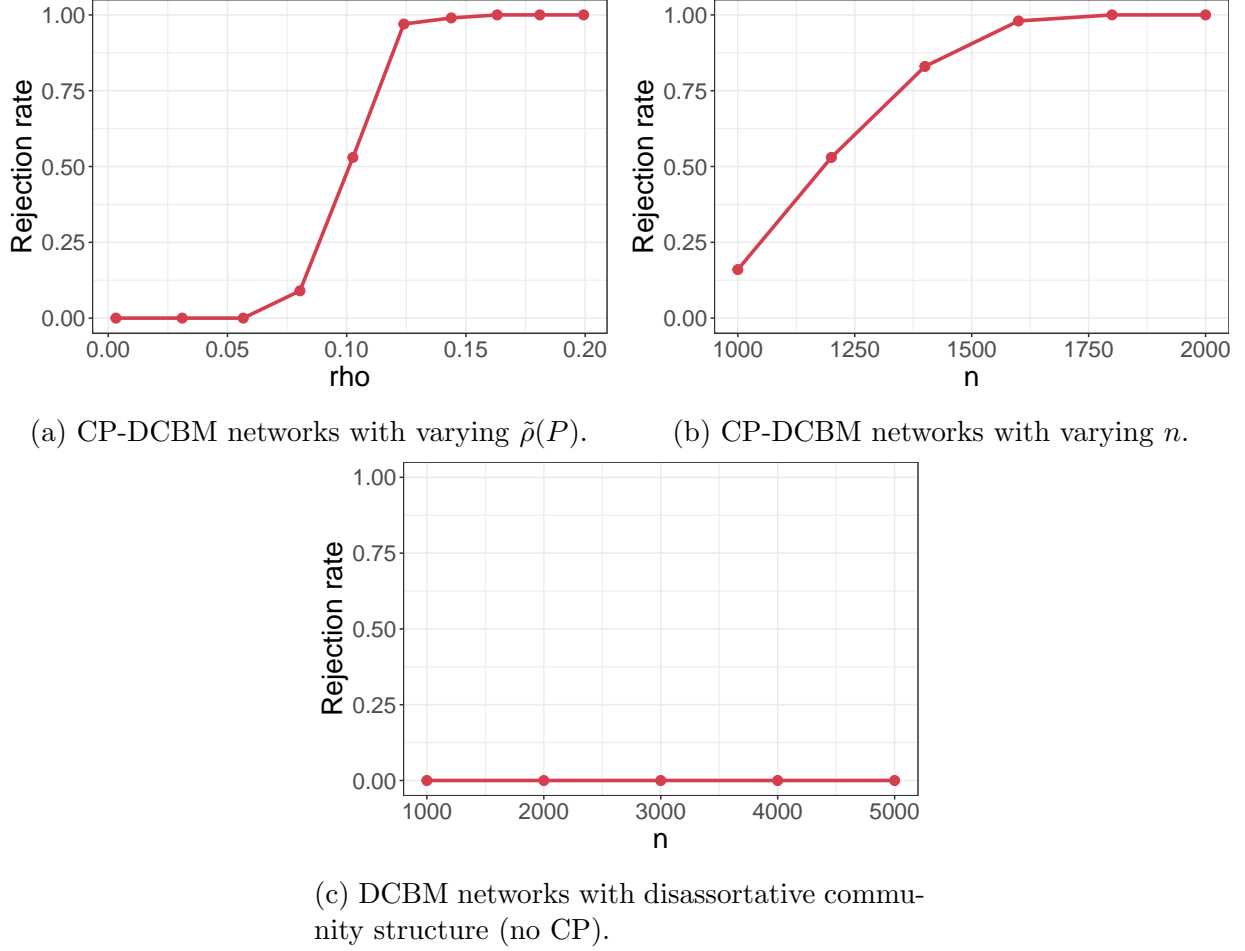 1.00
0.75
0.50
0.25
0.00
Rejection rate
0.00 0.05 0.10 0.15 0.20
rho
(a) CP-DCBM networks with varying ρ̃(P).
1.00
0.75
0.50
0.25
0.00
Rejection rate
1000 1250 1500 1750 2000
n
(b) CP-DCBM networks with varying n.
1.00
0.75
0.50
0.25
0.00
Rejection rate
1000 2000 3000 4000 5000
n
(c) DCBM networks with disassortative commu-
nity structure (no CP).